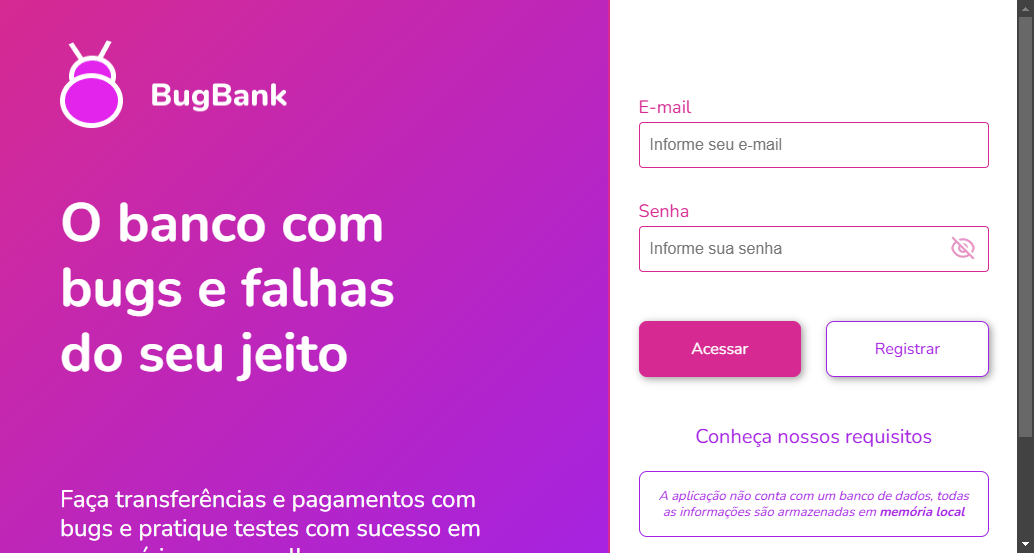 BugBank
O banco com
bugs e falhas
do seu jeito
Faça transferências e pagamentos com
bugs e pratique testes com sucesso em
E-mail
Informe seu e-mail
Senha
Informe sua senha
Acessar
Registrar
Conheça nossos requisitos
A aplicação não conta com um banco de dados, todas
as informações são armazenadas em memória local